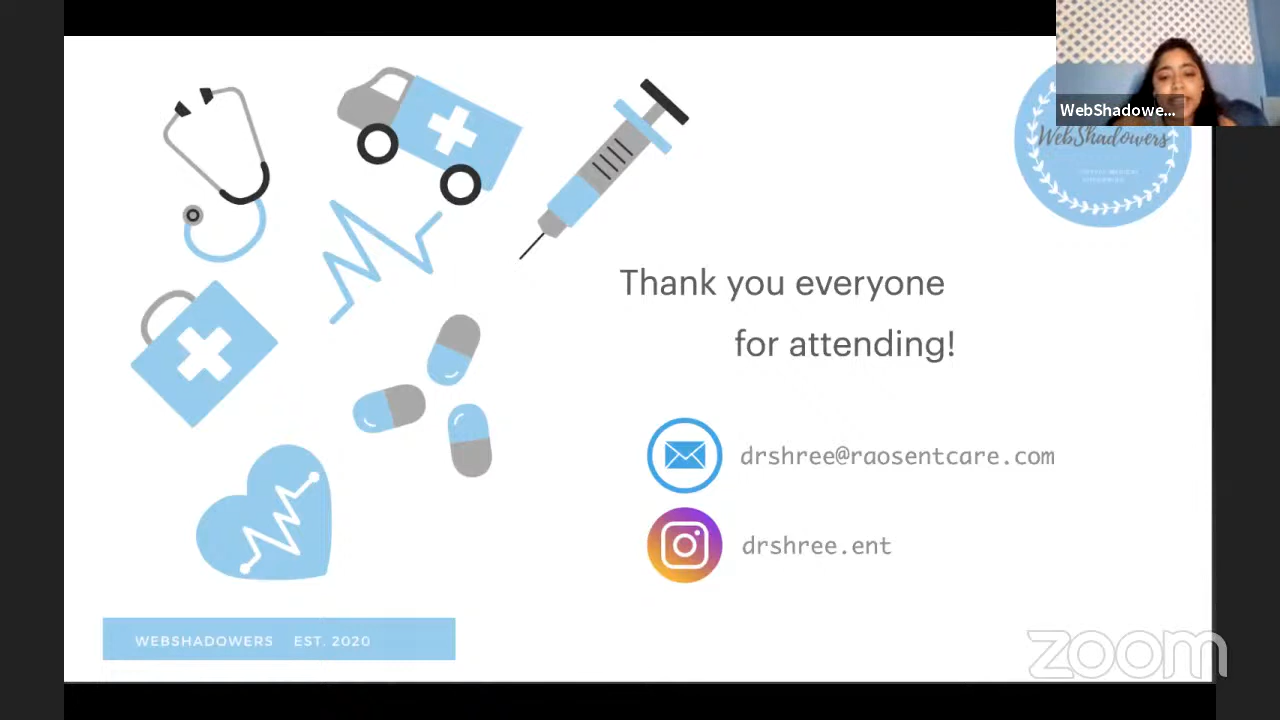 WebShadowe...
WebShadowers
Thank you everyone
for attending!
drshree@raosentcare.com
drshree.ent
WEBSHADOWERS EST. 2020
zoom